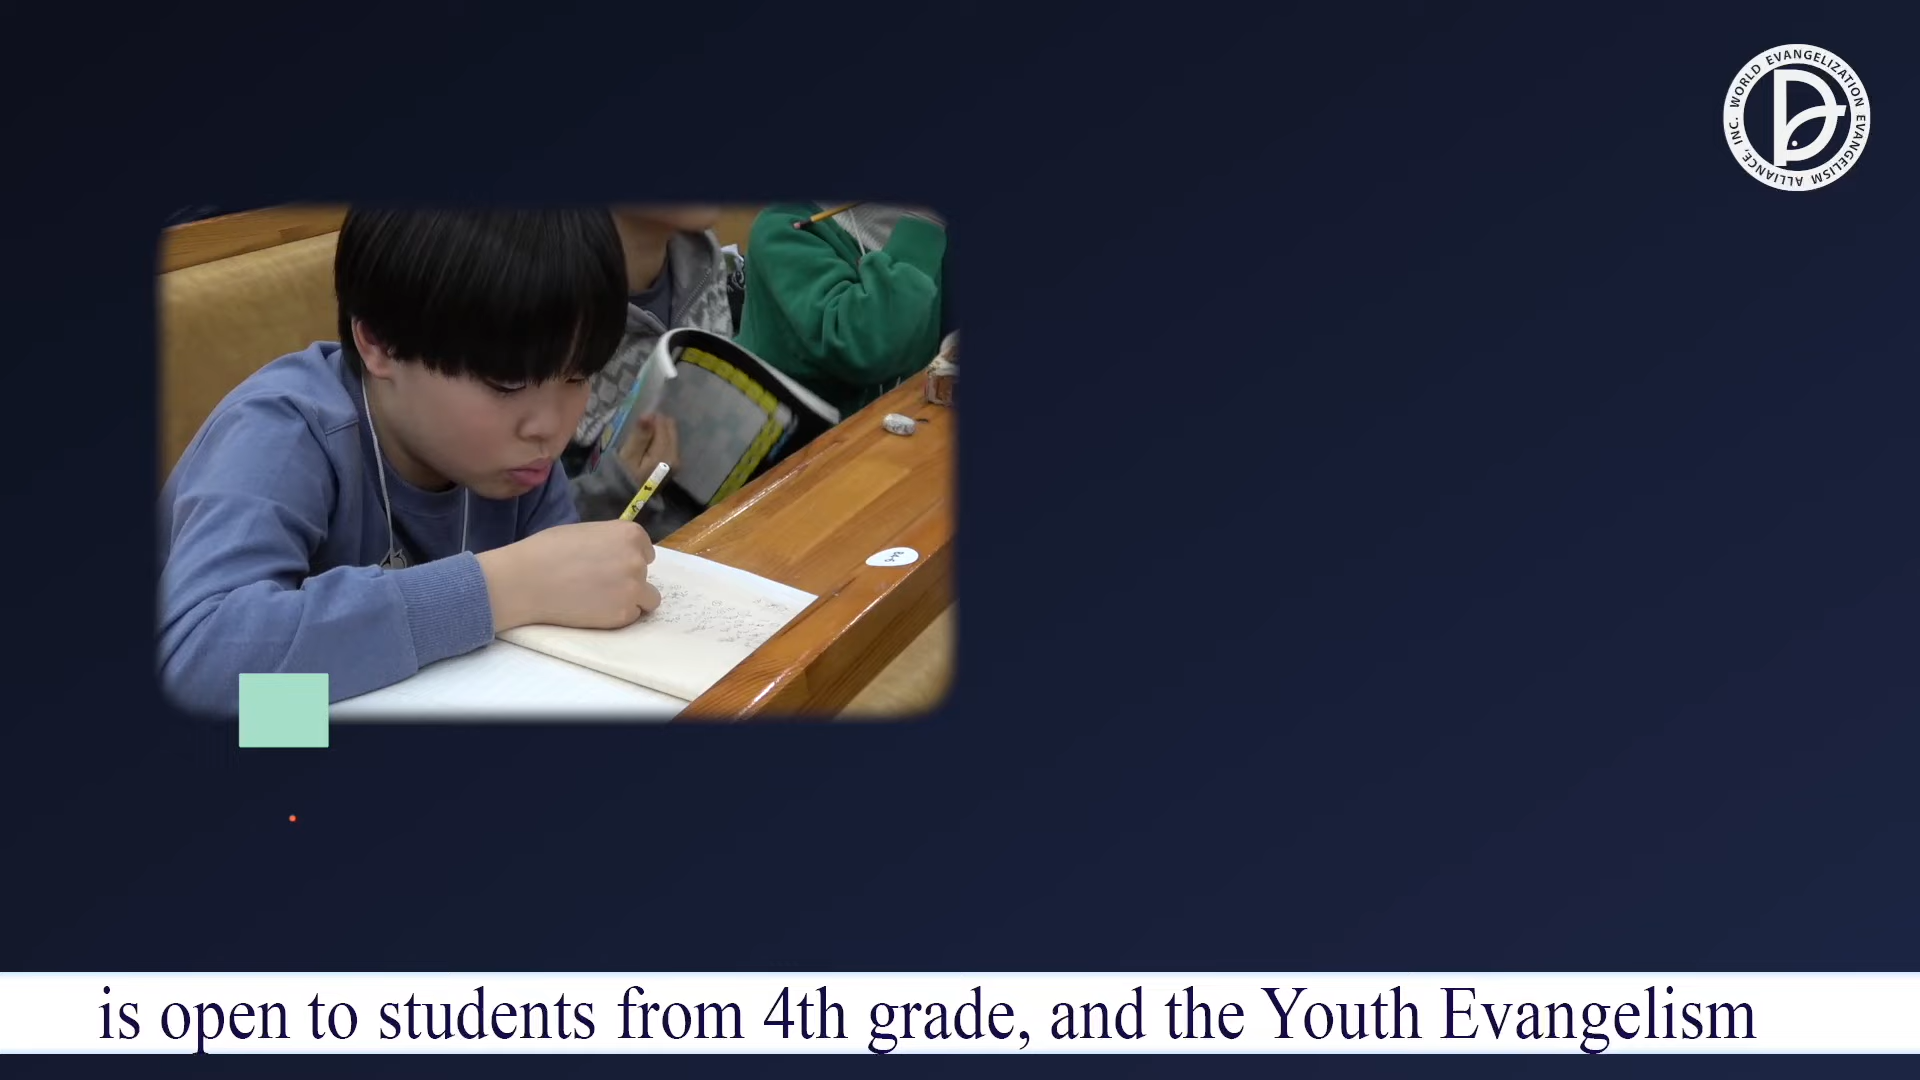 WORLD EVANGELIZATION EVANGELISM ALLIANCE, INC.
is open to students from 4th grade, and the Youth Evangelism